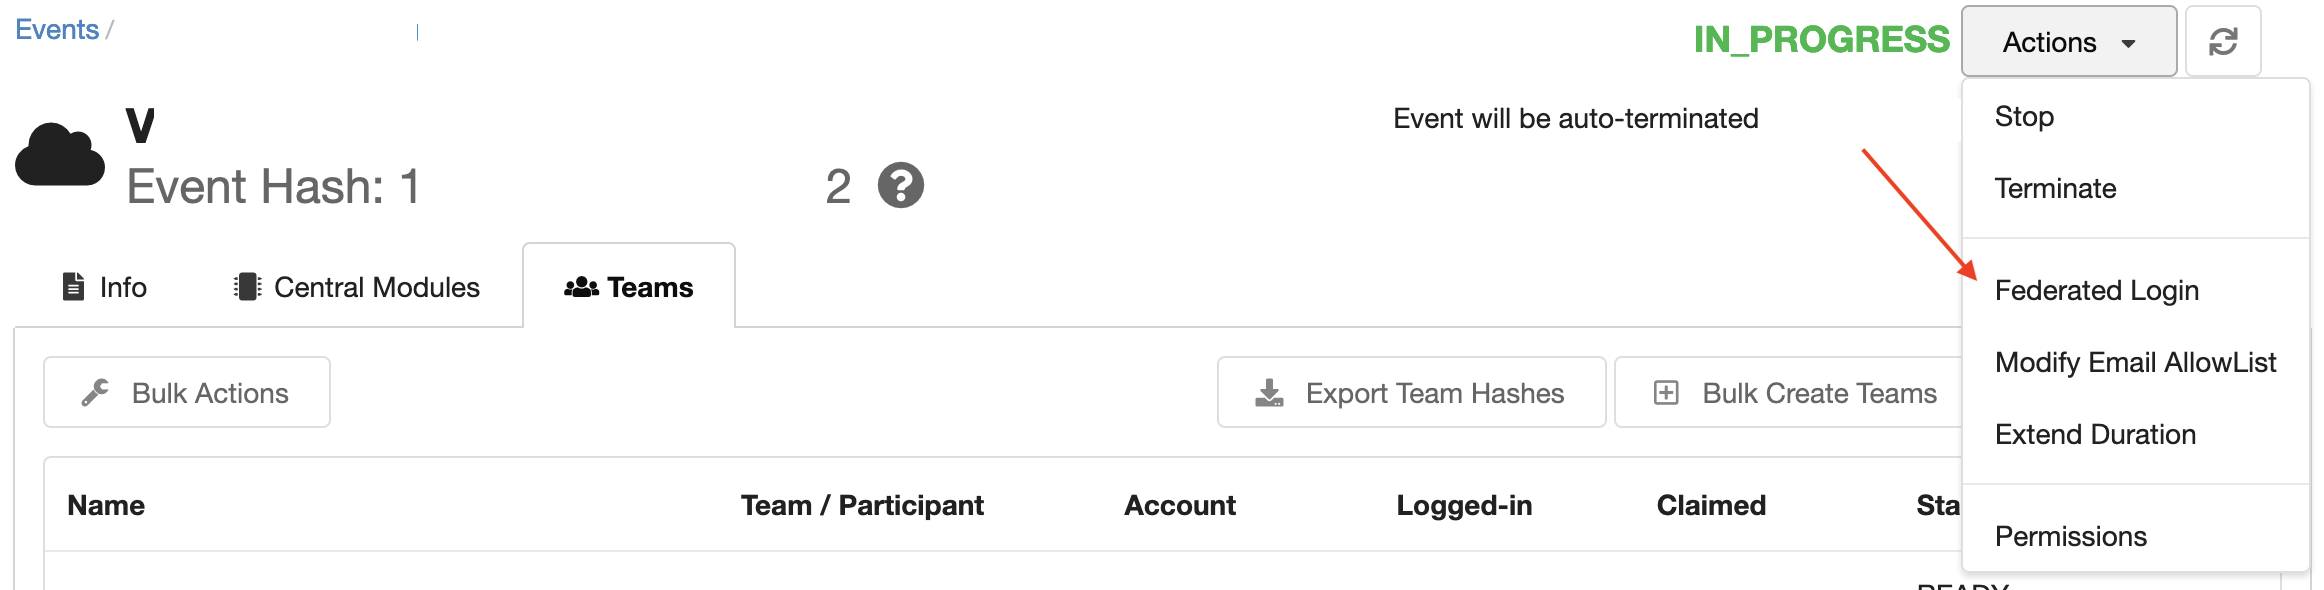 Events /
IN_PROGRESS
Actions
V
Event will be auto-terminated
Event Hash: 1 2 ?
Stop
Terminate
Federated Login
Modify Email AllowList
Extend Duration
Permissions
Info
Central Modules
Teams
Bulk Actions
Export Team Hashes
Bulk Create Teams
Name Team / Participant Account Logged-in Claimed Sta
READY